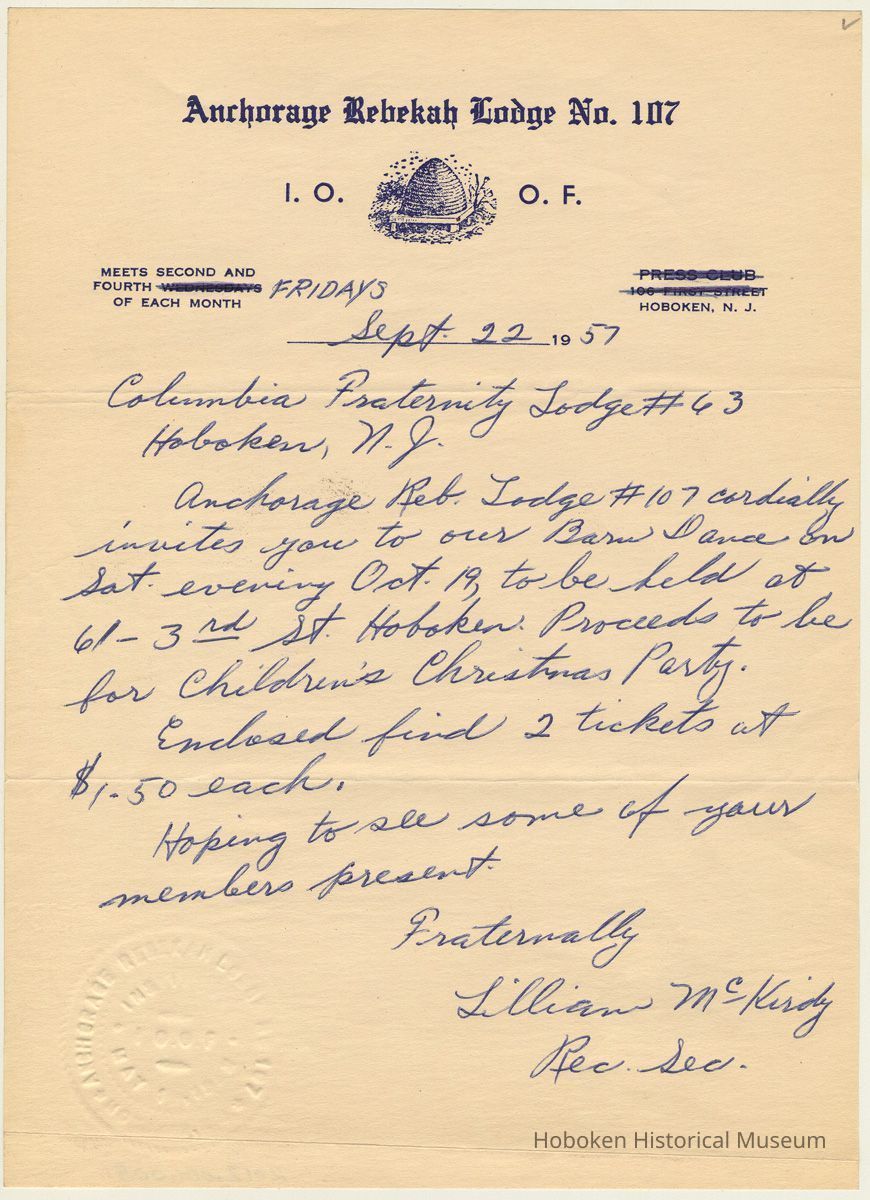 Anchorage Rebekah Lodge No. 107
I. O. O. F.
MEETS SECOND AND
FOURTH WEDNESDAYS FRIDAYS
OF EACH MONTH
PRESS CLUB
106 FIRST STREET
HOBOKEN, N. J.
Sept. 22 1957
Columbia Fraternity Lodge # 63
Hoboken, N. J.
Anchorage Reb. Lodge # 107 cordially
invites you to our Barn Dance on
Sat. evening Oct. 19, to be held at
61 - 3rd St. Hoboken. Proceeds to be
for Children's Christmas Party.
Enclosed find 2 tickets at
$1.50 each.
Hoping to see some of your
members present.
Fraternally
Lillian McKirdy
Rec. Sec.
Hoboken Historical Museum